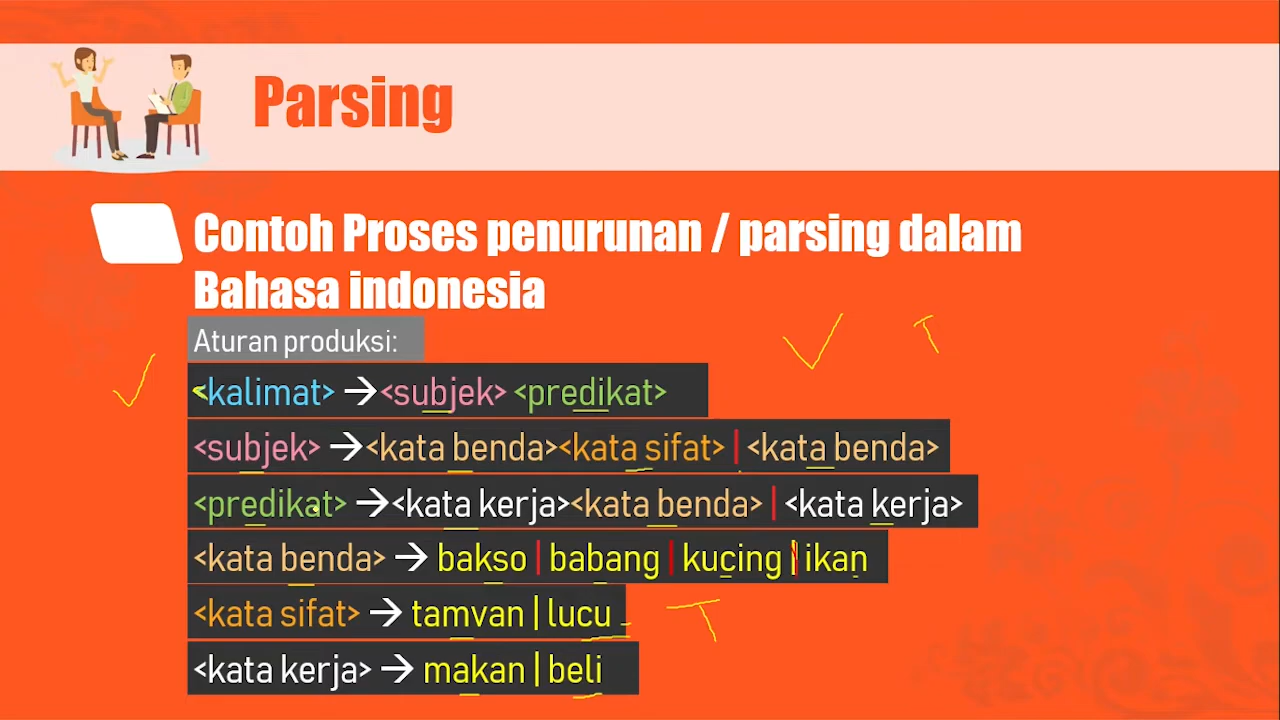 Parsing
Contoh Proses penurunan / parsing dalam
Bahasa indonesia
Aturan produksi:
<kalimat> → <subjek> <predikat>
<subjek> → <kata benda><kata sifat> | <kata benda>
<predikat> → <kata kerja><kata benda> | <kata kerja>
<kata benda> → bakso | babang | kucing | ikan
<kata sifat> → tamvan | lucu
<kata kerja> → makan | beli